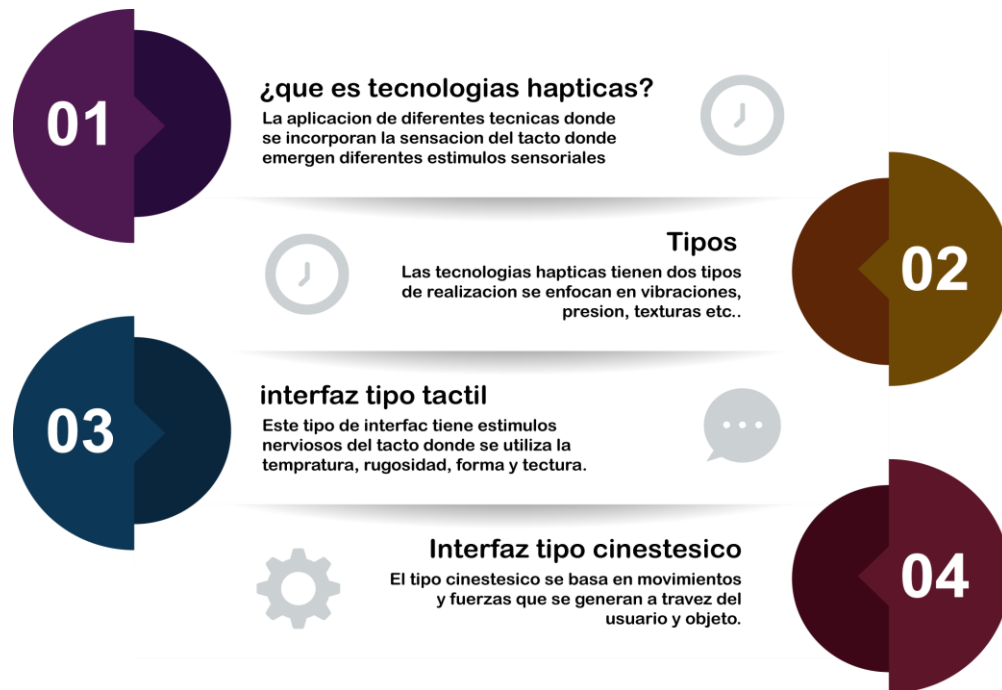 01
¿que es tecnologias hapticas?
La aplicacion de diferentes tecnicas donde
se incorporan la sensacion del tacto donde
emergen diferentes estimulos sensoriales
02
Tipos
Las tecnologias hapticas tienen dos tipos
de realizacion se enfocan en vibraciones,
presion, texturas etc..
03
interfaz tipo tactil
Este tipo de interfac tiene estimulos
nerviosos del tacto donde se utiliza la
tempratura, rugosidad, forma y tectura.
04
Interfaz tipo cinestesico
El tipo cinestesico se basa en movimientos
y fuerzas que se generan a travez del
usuario y objeto.